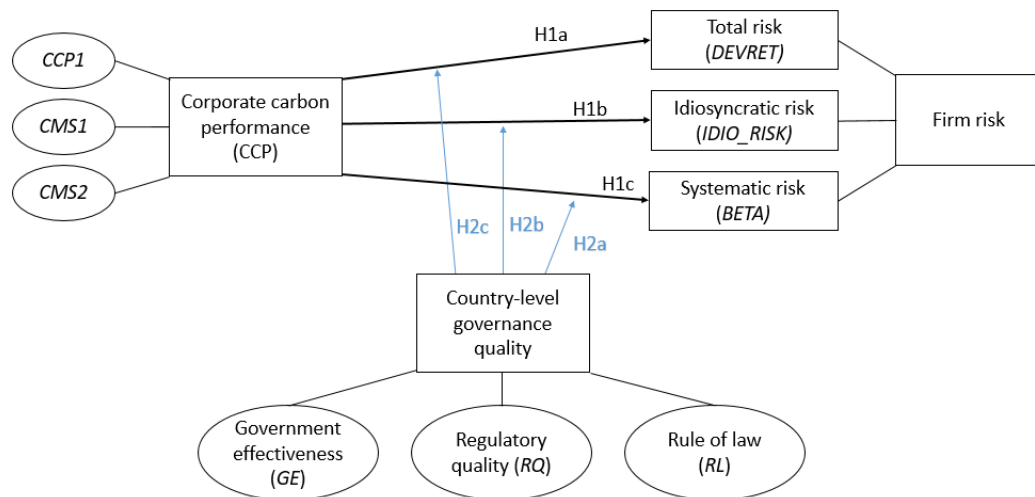 CCP1
CMS1
CMS2
Corporate carbon
performance
(CCP)
H1a
H1b
H1c
Total risk
(DEVRET)
Idiosyncratic risk
(IDIO_RISK)
Systematic risk
(BETA)
Firm risk
H2c
H2b
H2a
Country-level
governance
quality
Government
effectiveness
(GE)
Regulatory
quality (RQ)
Rule of law
(RL)